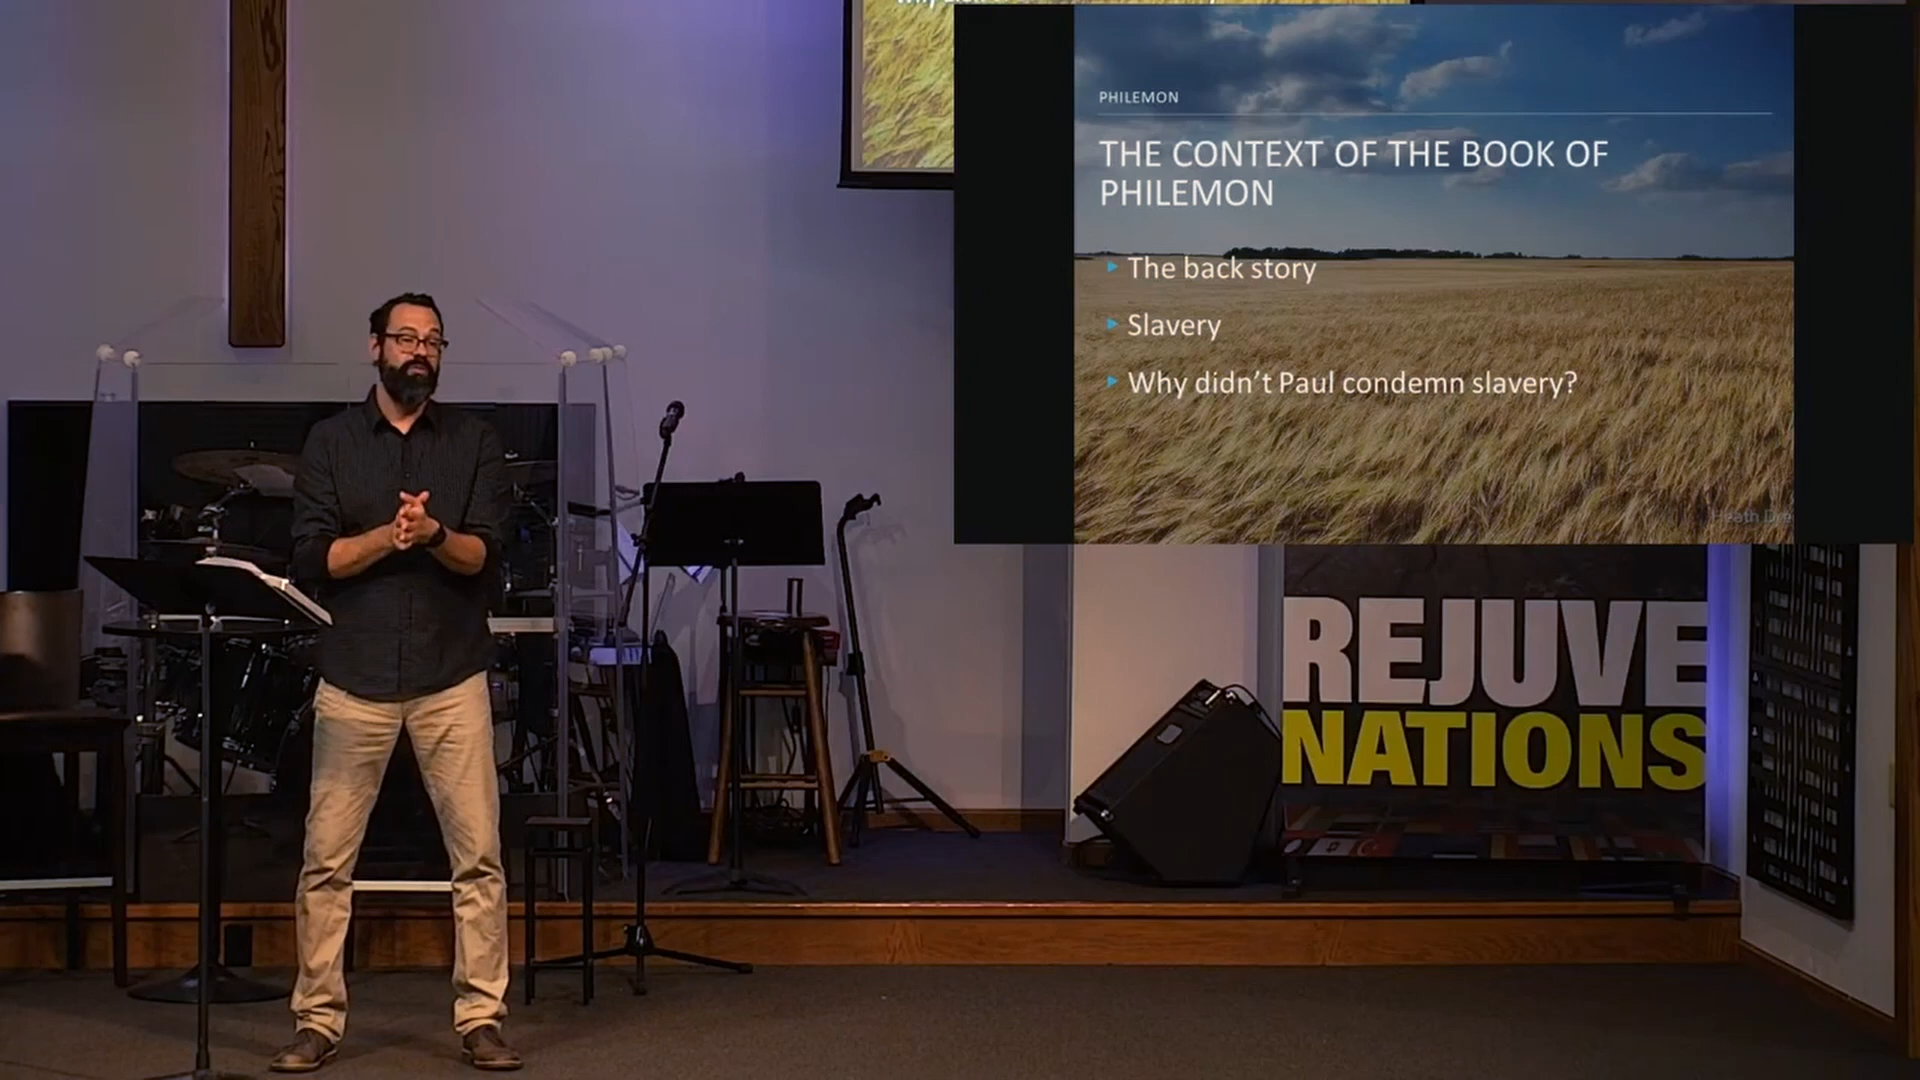 PHILEMON
THE CONTEXT OF THE BOOK OF
PHILEMON
The back story
Slavery
Why didn't Paul condemn slavery?
Heath
REJUVE
NATIONS